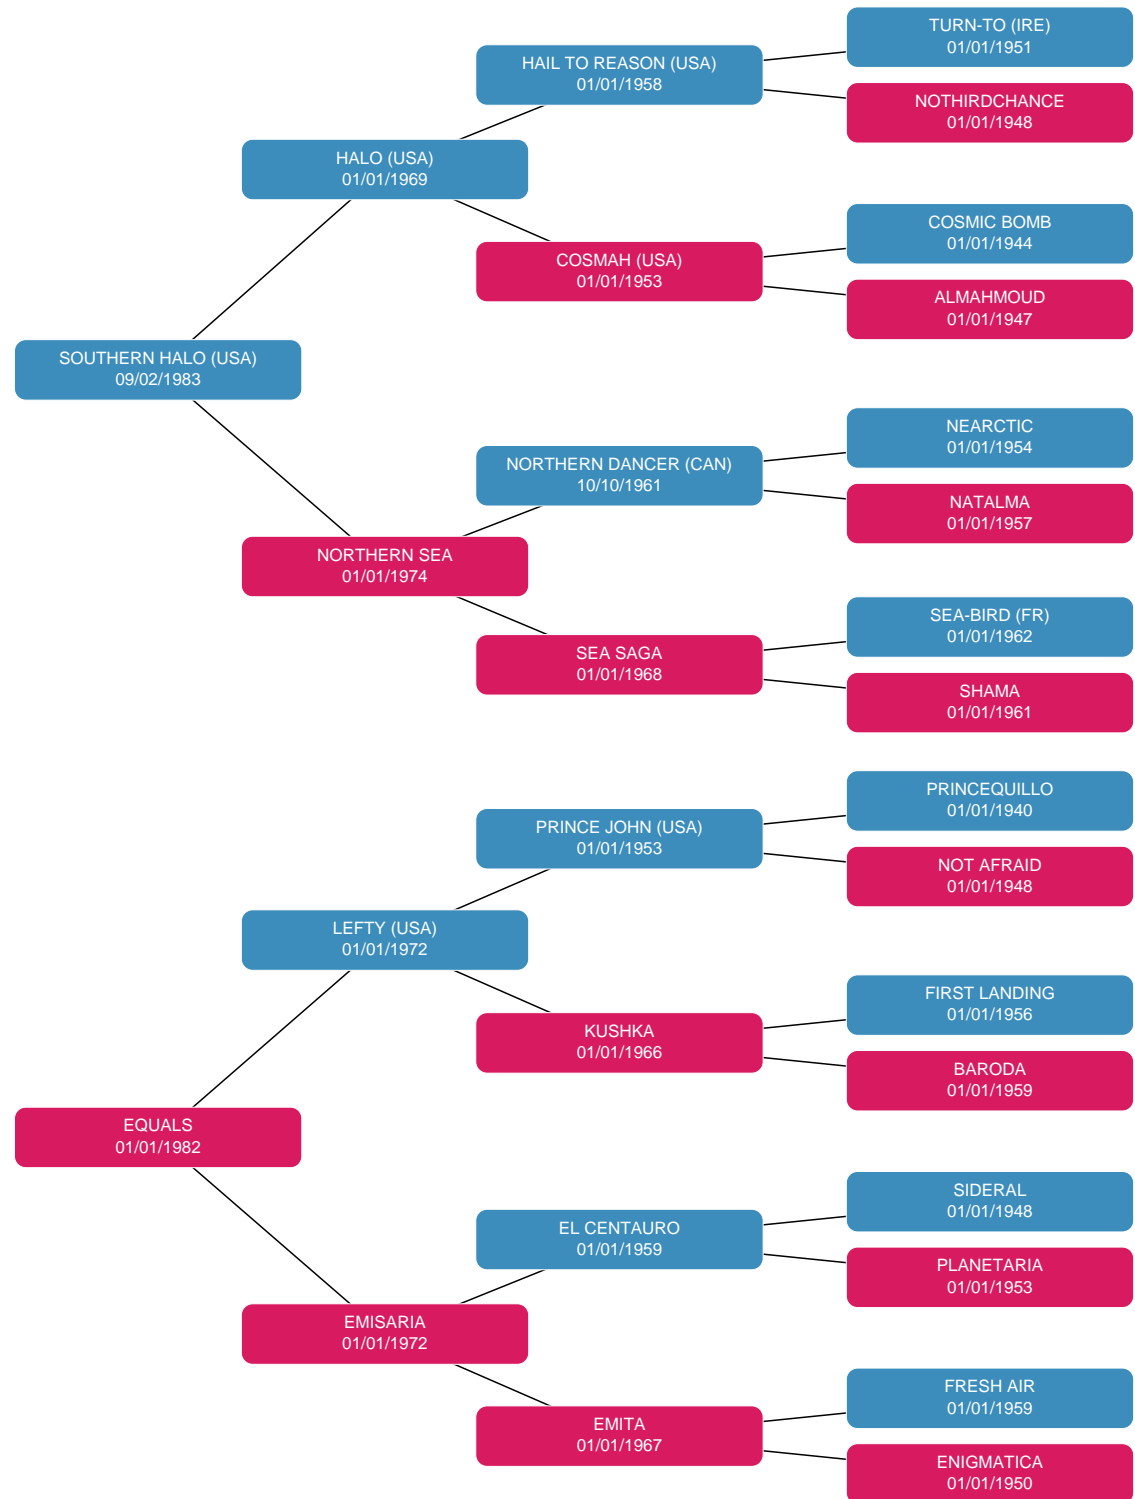 TURN-TO (IRE)
01/01/1951
HAIL TO REASON (USA)
01/01/1958
NOTHIRDCHANCE
01/01/1948
HALO (USA)
01/01/1969
COSMIC BOMB
01/01/1944
COSMAH (USA)
01/01/1953
ALMAHMOUD
01/01/1947
SOUTHERN HALO (USA)
09/02/1983
NEARCTIC
01/01/1954
NORTHERN DANCER (CAN)
10/10/1961
NATALMA
01/01/1957
NORTHERN SEA
01/01/1974
SEA-BIRD (FR)
01/01/1962
SEA SAGA
01/01/1968
SHAMA
01/01/1961
PRINCEQUILLO
01/01/1940
PRINCE JOHN (USA)
01/01/1953
NOT AFRAID
01/01/1948
LEFTY (USA)
01/01/1972
FIRST LANDING
01/01/1956
KUSHKA
01/01/1966
BARODA
01/01/1959
EQUALS
01/01/1982
SIDERAL
01/01/1948
EL CENTAURO
01/01/1959
PLANETARIA
01/01/1953
EMISARIA
01/01/1972
FRESH AIR
01/01/1959
EMITA
01/01/1967
ENIGMATICA
01/01/1950